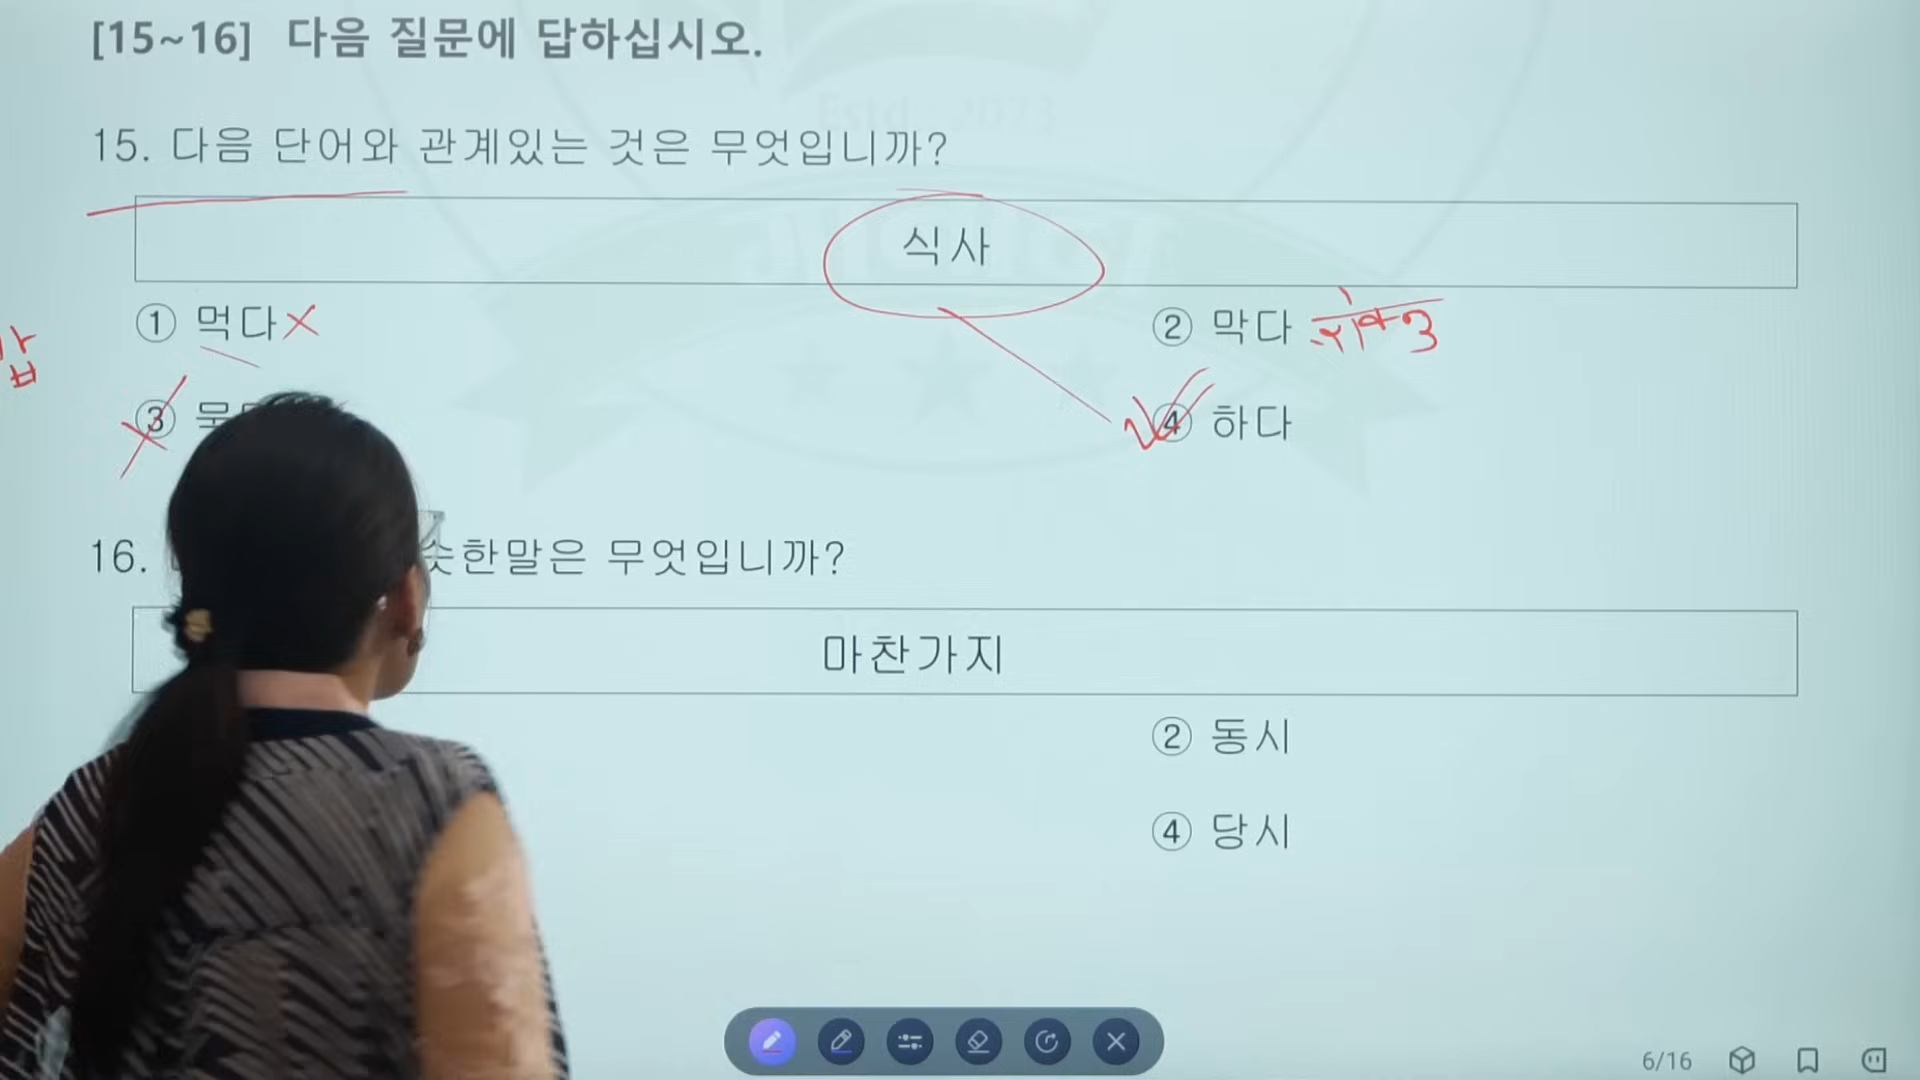 [15~16] 다음 질문에 답하십시오.
15. 다음 단어와 관계있는 것은 무엇입니까?
식사
① 먹다
② 막다
③
④ 하다
16. 슷한말은 무엇입니까?
마찬가지
② 동시
④ 당시
6/16